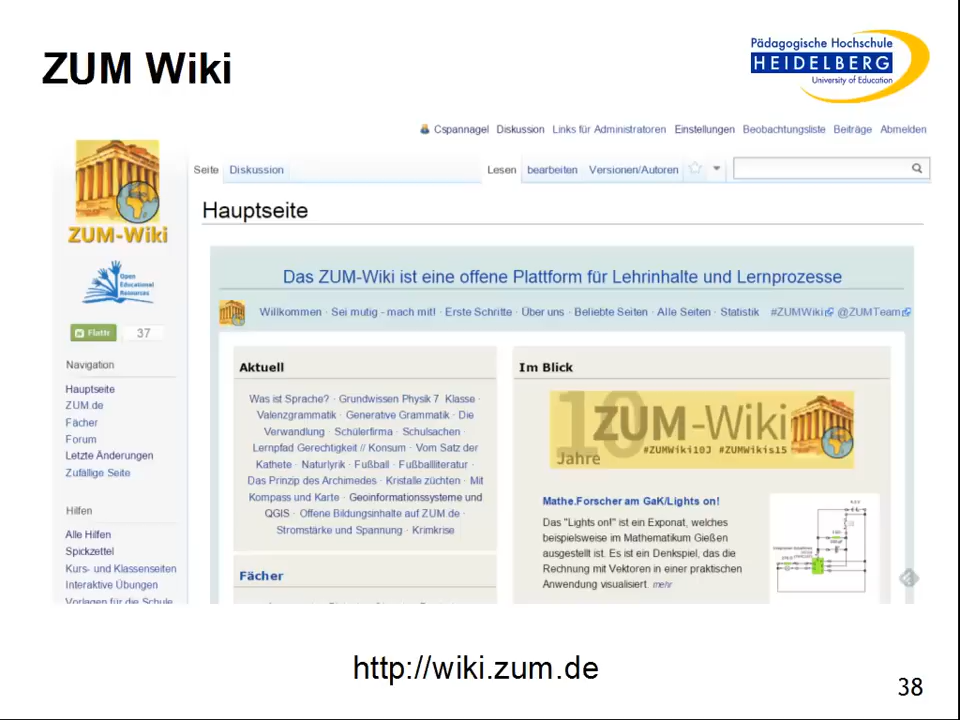 ZUM Wiki
Pädagogische Hochschule
HEIDELBERG
University of Education
Cspannagel Diskussion Links für Administratoren Einstellungen Beobachtungsliste Beiträge Abmelden
Seite Diskussion Lesen bearbeiten Versionen/Autoren
Hauptseite
ZUM-Wiki
Open
Educational
Resources
Flattr 37
Navigation
Hauptseite
ZUM.de
Fächer
Forum
Letzte Änderungen
Zufällige Seite
Hilfen
Alle Hilfen
Spickzettel
Kurs- und Klassenseiten
Interaktive Übungen
Vorlagen für die Schule
Das ZUM-Wiki ist eine offene Plattform für Lehrinhalte und Lernprozesse
Willkommen · Sei mutig - mach mit! · Erste Schritte · Über uns · Beliebte Seiten · Alle Seiten · Statistik #ZUMWiki @ZUMTeam
Aktuell
Was ist Sprache? · Grundwissen Physik 7. Klasse ·
Valenzgrammatik · Generative Grammatik · Die
Verwandlung · Schülerfirma · Schulsachen ·
Lernpfad Gerechtigkeit // Konsum · Vom Satz der
Kathete · Naturlyrik · Fußball · Fußballliteratur ·
Das Prinzip des Archimedes · Kristalle züchten · Mit
Kompass und Karte · Geoinformationssysteme und
QGIS · Offene Bildungsinhalte auf ZUM.de ·
Stromstärke und Spannung · Krimkrise
Fächer
Im Blick
10 ZUM-Wiki
Jahre #ZUMWiki10J #ZUMWikis15
Mathe.Forscher am GaK/Lights on!
Das "Lights on!" ist ein Exponat, welches
beispielsweise im Mathematikum Gießen
ausgestellt ist. Es ist ein Denkspiel, das die
Rechnung mit Vektoren in einer praktischen
Anwendung visualisiert. mehr
http://wiki.zum.de
38